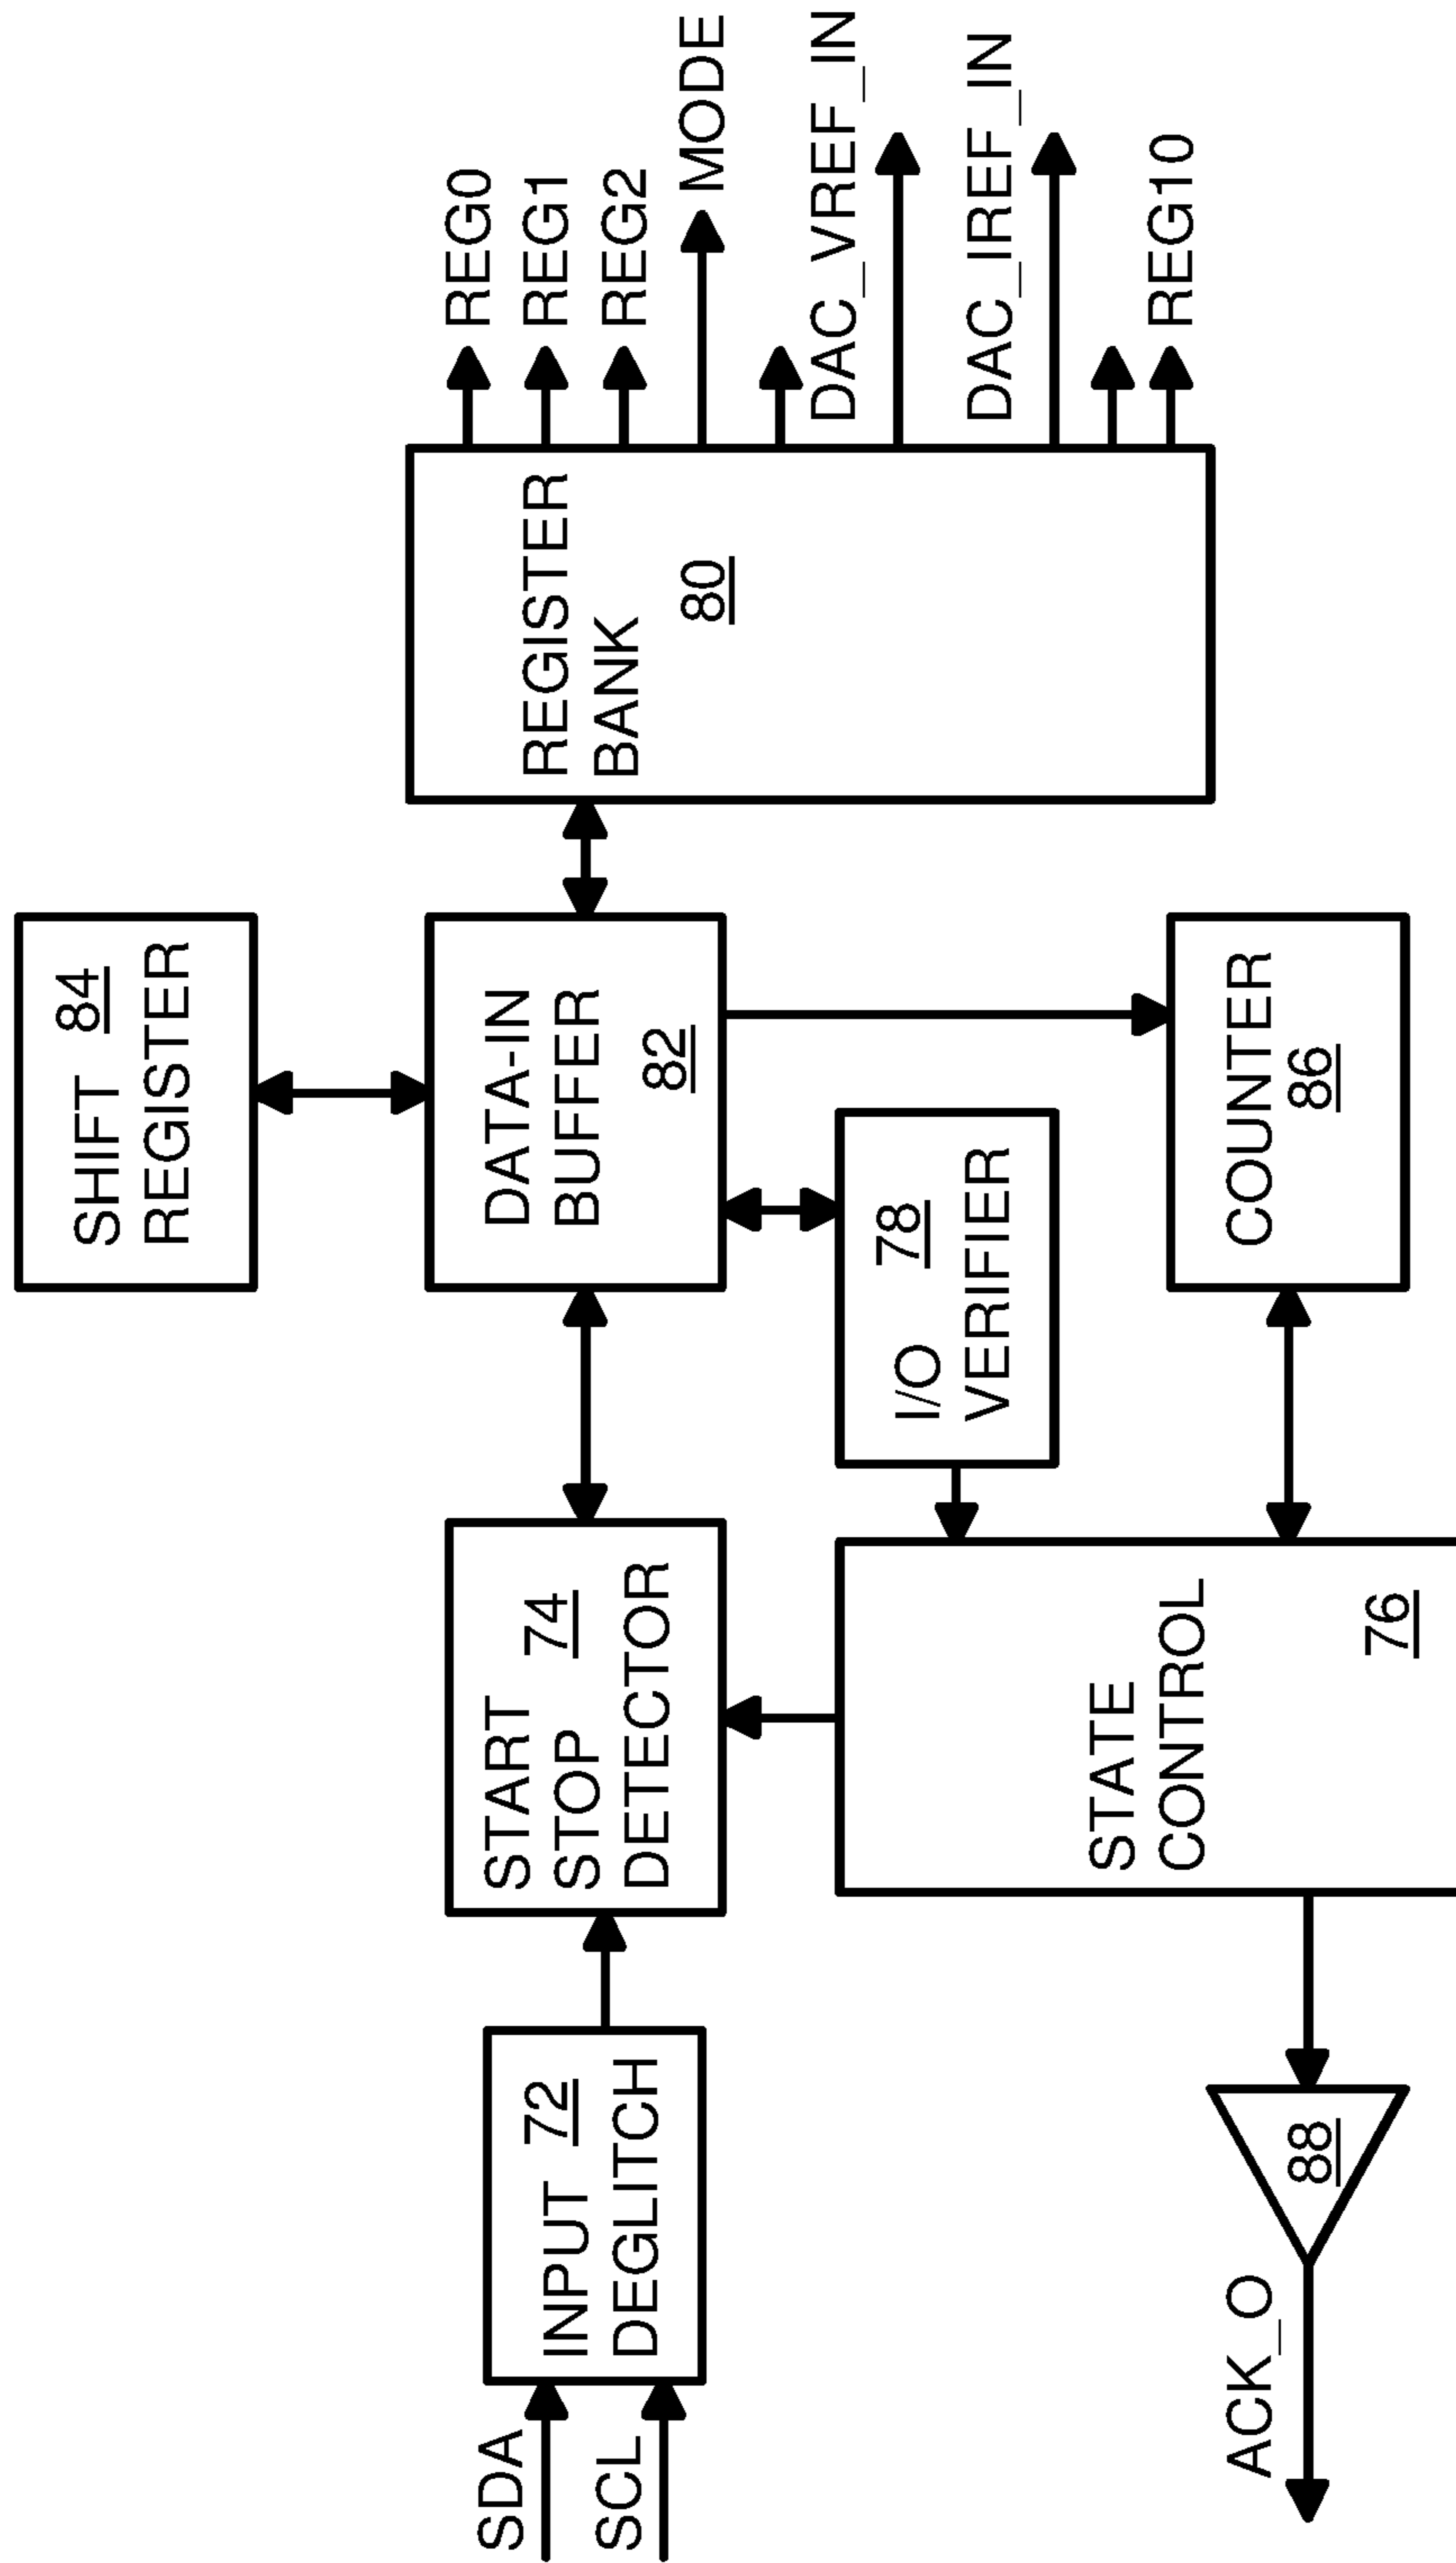 SHIFT 84
REGISTER
SDA
SCL
INPUT 72
DEGLITCH
START
STOP 74
DETECTOR
DATA-IN
BUFFER
82
REGISTER
BANK
80
REG0
REG1
REG2
MODE
DAC_VREF_IN
DAC_IREF_IN
REG10
I/O 78
VERIFIER
STATE
CONTROL
76
COUNTER
86
ACK_O
88